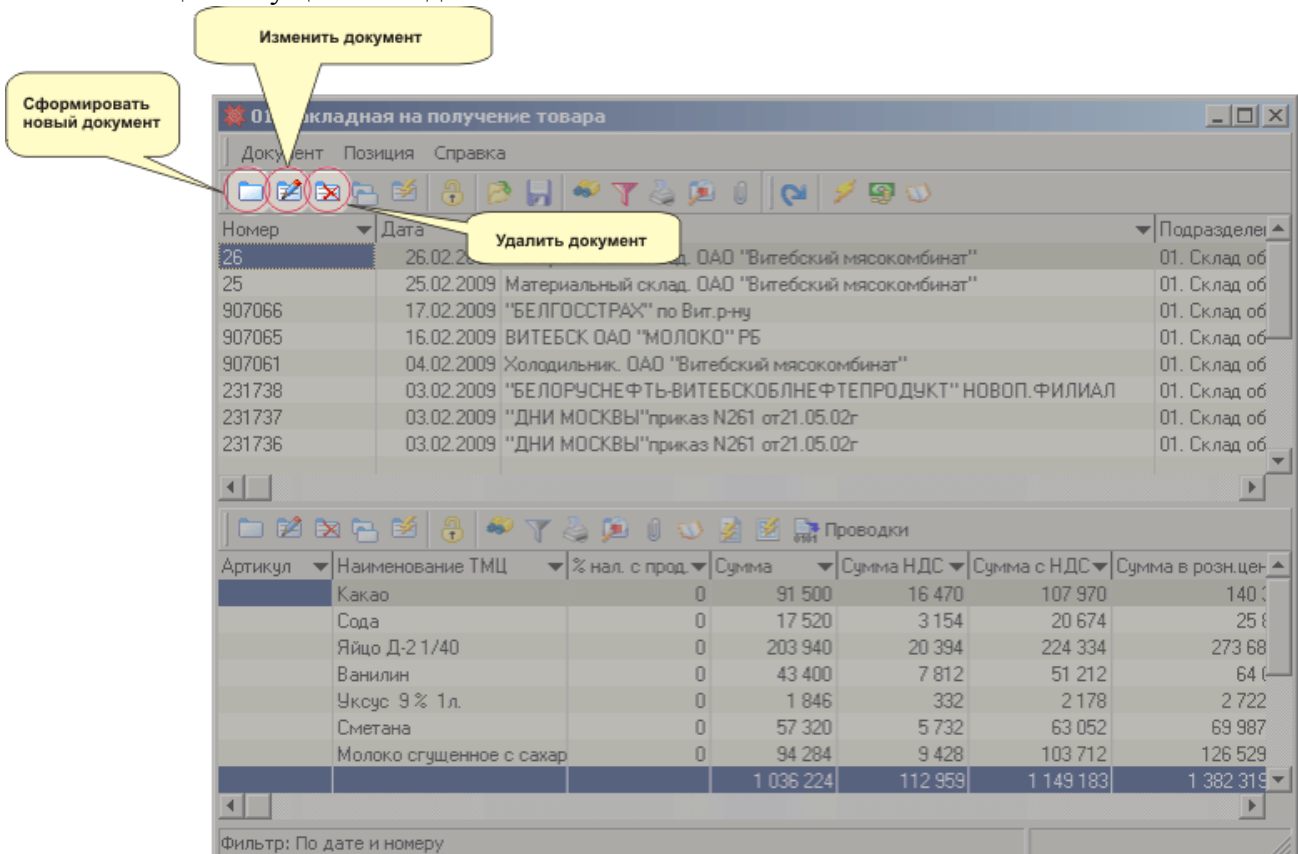 Изменить документ
Сформировать
новый документ
01
кладная на получение товара
Документ Позиция Справка
Номер Дата
Удалить документ
26 ОАО "Витебский мясокомбинат" 01. Склад об
25 25.02.2009 Материальный склад. ОАО "Витебский мясокомбинат" 01. Склад об
907066 17.02.2009 "БЕЛГОССТРАХ" по Вит.р-ну 01. Склад об
907065 16.02.2009 ВИТЕБСК ОАО "МОЛОКО" РБ 01. Склад об
907061 04.02.2009 Холодильник. ОАО "Витебский мясокомбинат" 01. Склад об
231738 03.02.2009 "БЕЛОРУСНЕФТЬ-ВИТЕБСКОБЛНЕФТЕПРОДУКТ" НОВОП.ФИЛИАЛ 01. Склад об
231737 03.02.2009 "ДНИ МОСКВЫ"приказ N261 от21.05.02г 01. Склад об
231736 03.02.2009 "ДНИ МОСКВЫ"приказ N261 от21.05.02г 01. Склад об
Проводки
Артикул Наименование ТМЦ % нал. с прод. Сумма Сумма НДС Сумма с НДС Сумма в розн.цен
Какао 0 91 500 16 470 107 970 140
Сода 0 17 520 3 154 20 674 25
Яйцо Д-2 1/40 0 203 940 20 394 224 334 273 68
Ванилин 0 43 400 7 812 51 212 64
Уксус 9 % 1л. 0 1 846 332 2 178 2 722
Сметана 0 57 320 5 732 63 052 69 987
Молоко сгущенное с сахар 0 94 284 9 428 103 712 126 529
1 036 224 112 959 1 149 183 1 382 319
Фильтр: По дате и номеру